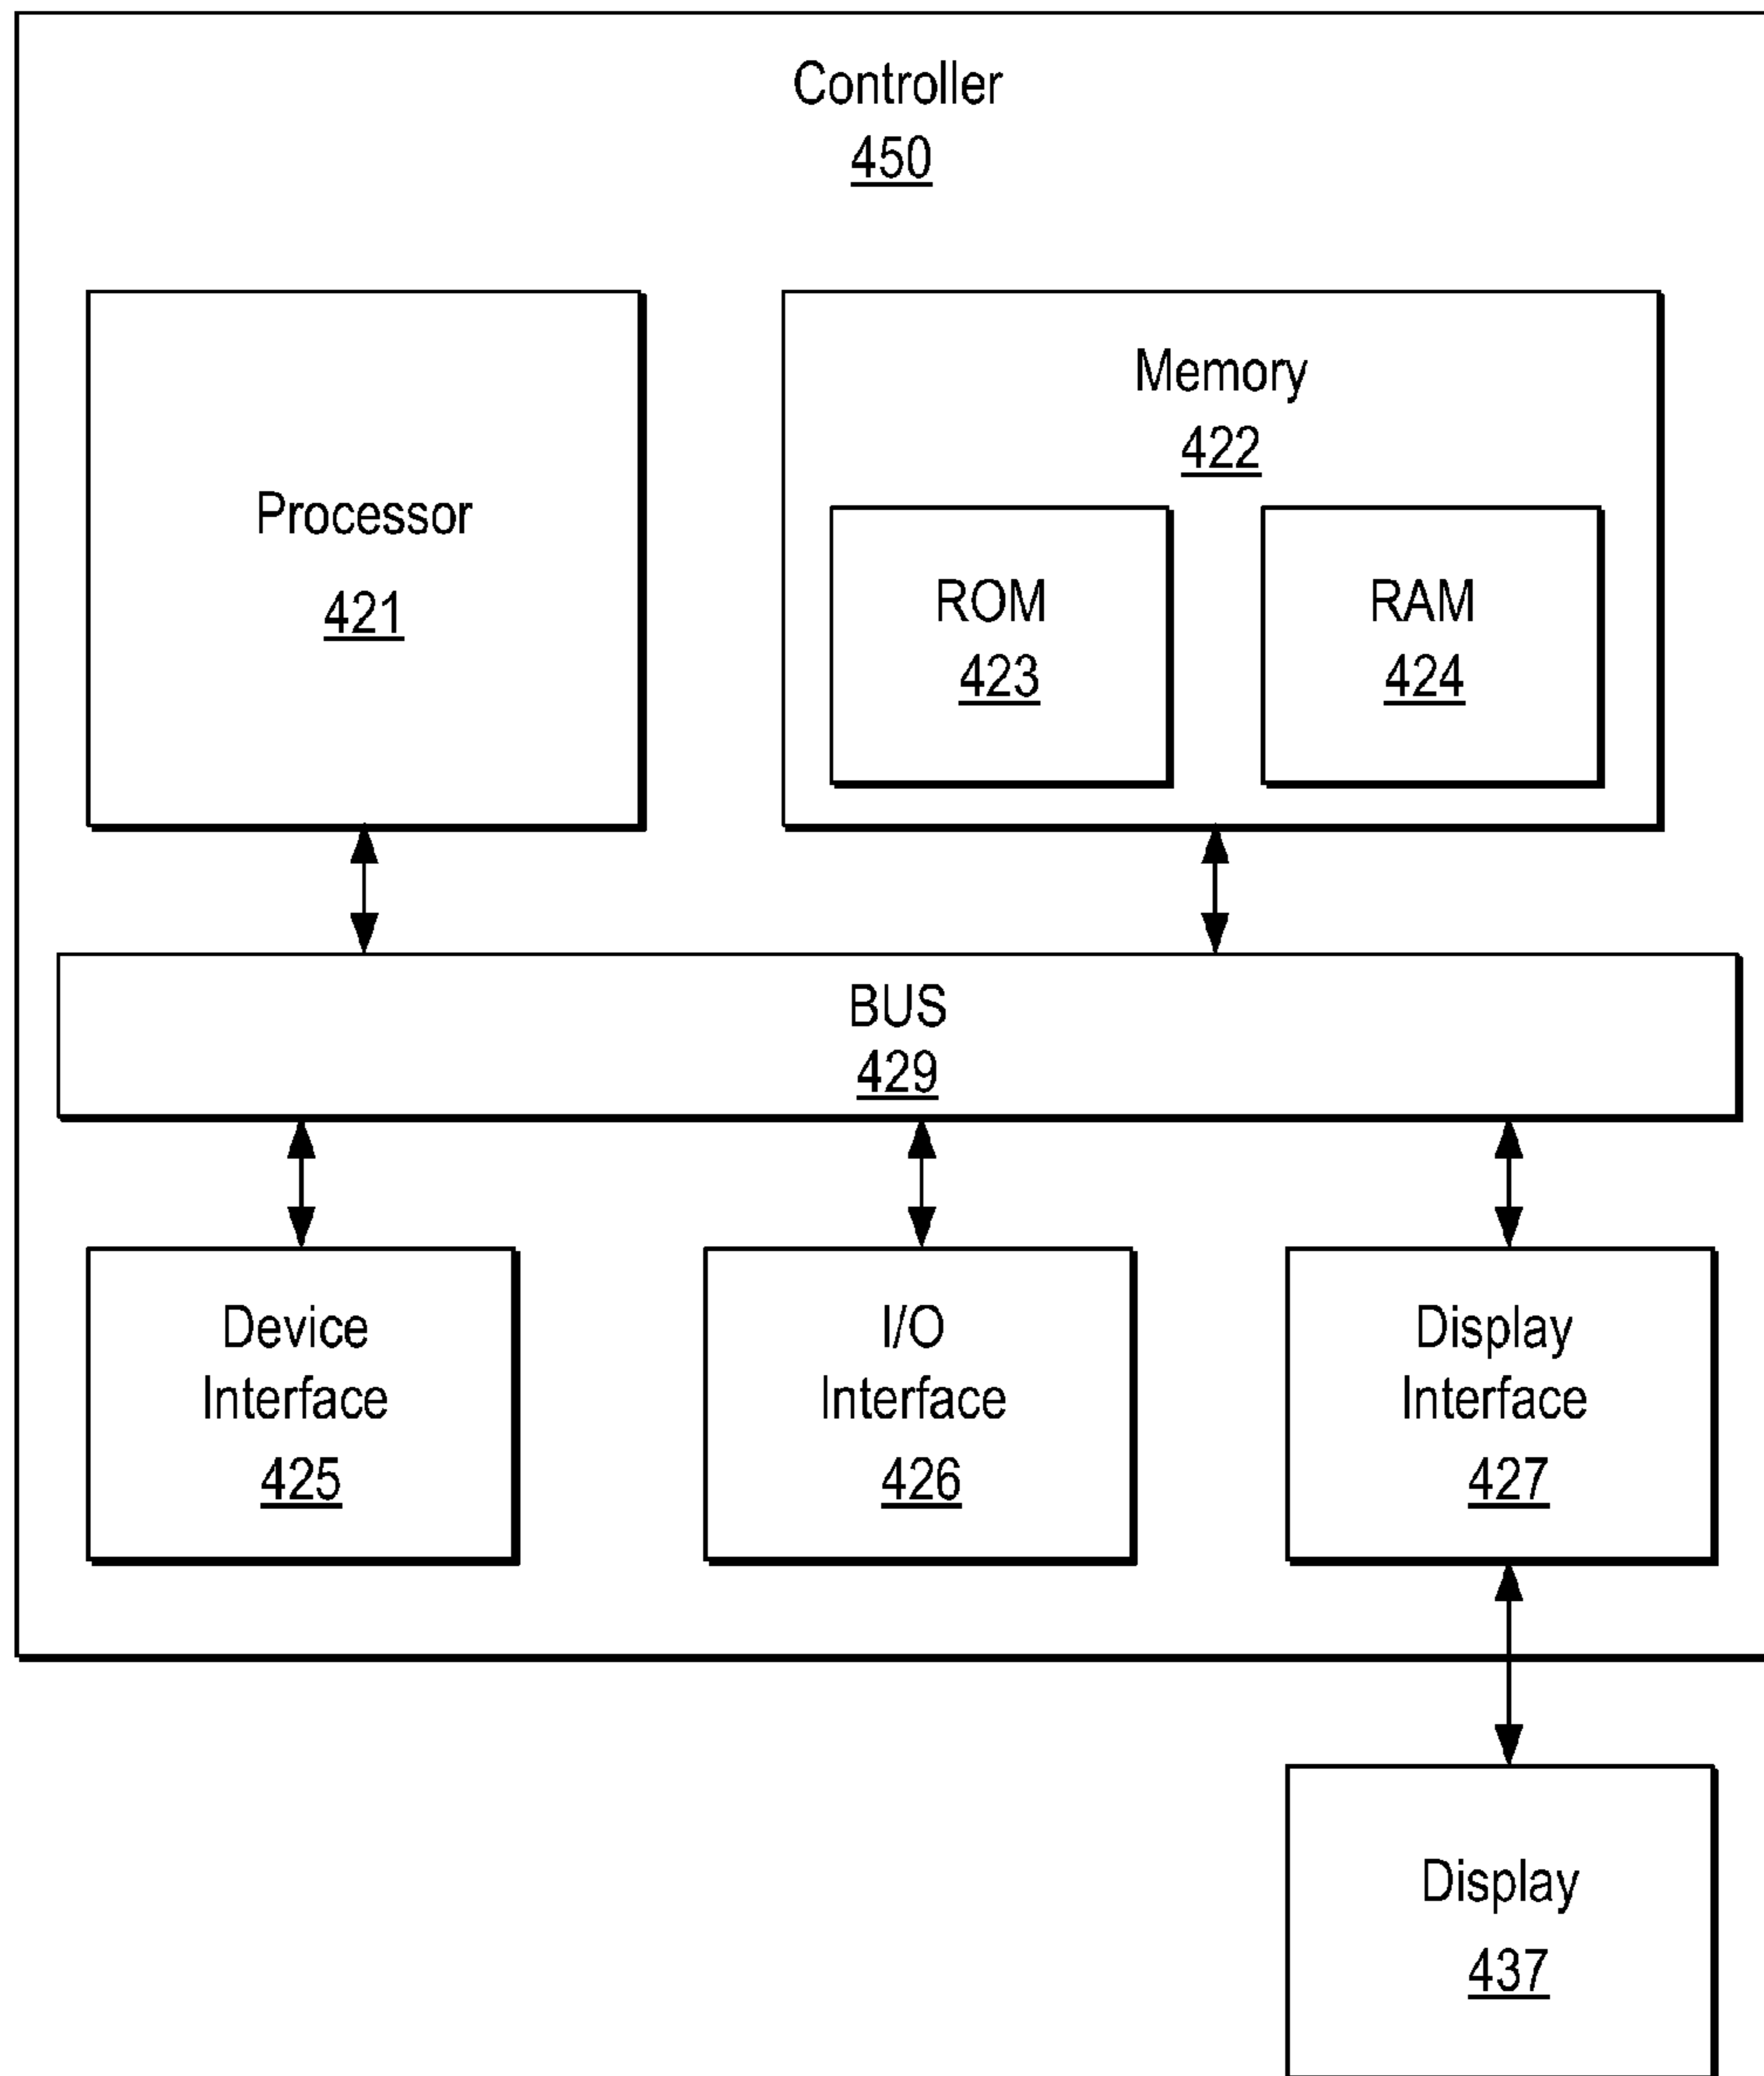 Controller
450
Processor
421
Memory
422
ROM
423
RAM
424
BUS
429
Device
Interface
425
I/O
Interface
426
Display
Interface
427
Display
437